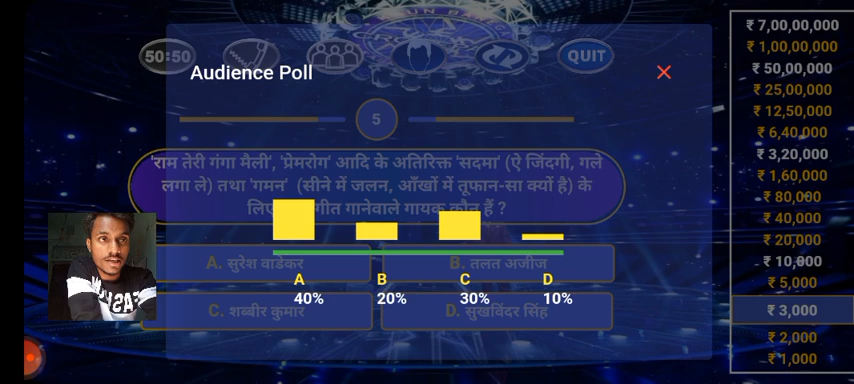 ₹ 7,00,00,000
50:50
₹ 1,00,00,000
QUIT
₹ 50,00,000
Audience Poll
₹ 25,00,000
₹ 12,50,000
5
₹ 6,40,000
'राम तेरी गंगा मैली', 'प्रेमरोग' आदि के अतिरिक्त 'सदमा' (ऐ जिंदगी, गले
₹ 3,20,000
लगा ले) तथा 'गमन' (सीने में जलन, आँखों में तूफान-सा क्यों है) के
₹ 1,60,000
लिए गीत गानेवाले गायक कौन हैं ?
₹ 80,000
₹ 40,000
₹ 20,000
A. सुरेश वाडेकर
B. तलत अजीज
₹ 10,000
A
B
C
D
₹ 5,000
40%
20%
30%
10%
C. शब्बीर कुमार
D. सुखविंदर सिंह
₹ 3,000
₹ 2,000
₹ 1,000